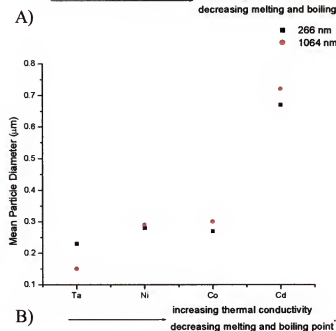 decreasing melting and boiling
A)
266 nm
1064 nm
Mean Particle Diameter (μm)
0.8
0.7
0.6
0.5
0.4
0.3
0.2
0.1
Ta Ni Co Cd
increasing thermal conductivity
B)
decreasing melting and boiling point